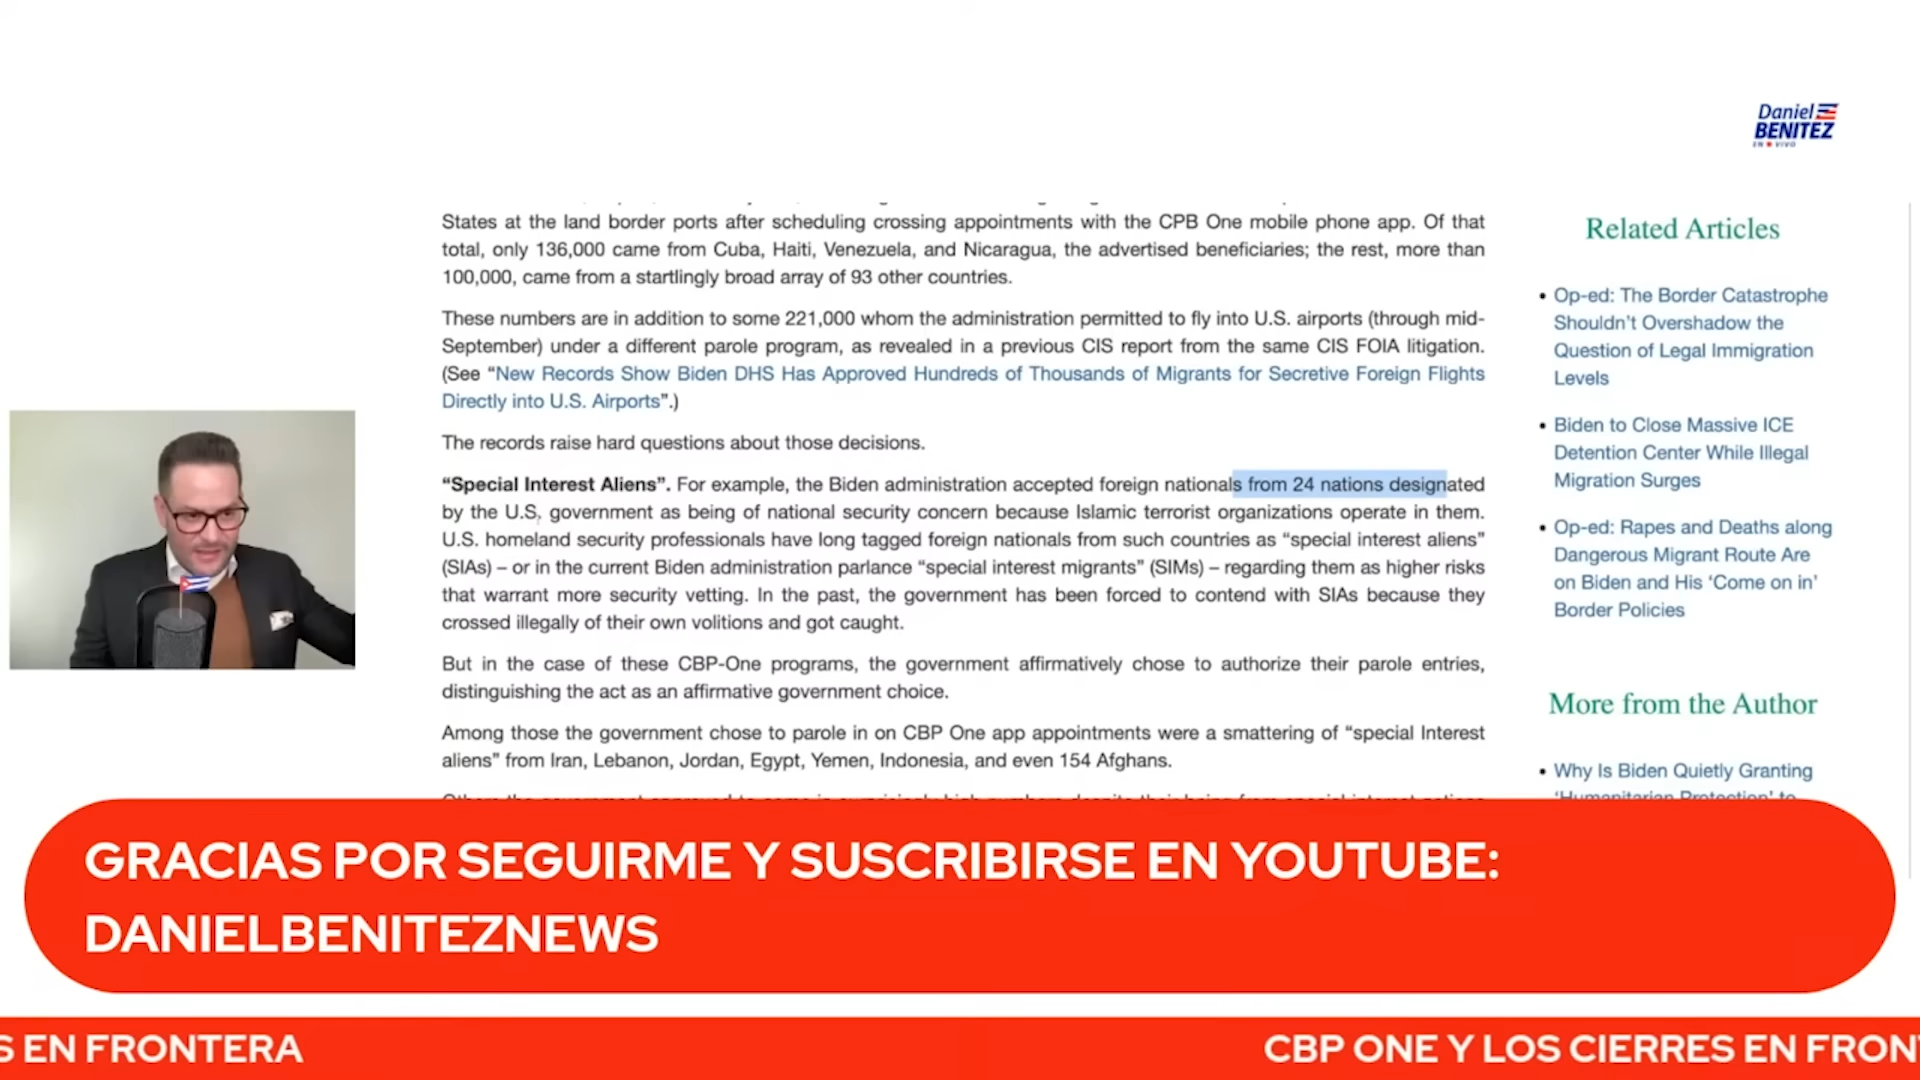 Daniel
BENITEZ
EN VIVO
States at the land border ports after scheduling crossing appointments with the CPB One mobile phone app. Of that
total, only 136,000 came from Cuba, Haiti, Venezuela, and Nicaragua, the advertised beneficiaries; the rest, more than
100,000, came from a startlingly broad array of 93 other countries.
These numbers are in addition to some 221,000 whom the administration permitted to fly into U.S. airports (through mid-
September) under a different parole program, as revealed in a previous CIS report from the same CIS FOIA litigation.
(See “New Records Show Biden DHS Has Approved Hundreds of Thousands of Migrants for Secretive Foreign Flights
Directly into U.S. Airports”.)
The records raise hard questions about those decisions.
“Special Interest Aliens”. For example, the Biden administration accepted foreign nationals from 24 nations designated
by the U.S. government as being of national security concern because Islamic terrorist organizations operate in them.
U.S. homeland security professionals have long tagged foreign nationals from such countries as “special interest aliens”
(SIAs) – or in the current Biden administration parlance “special interest migrants” (SIMs) – regarding them as higher risks
that warrant more security vetting. In the past, the government has been forced to contend with SIAs because they
crossed illegally of their own volitions and got caught.
But in the case of these CBP-One programs, the government affirmatively chose to authorize their parole entries,
distinguishing the act as an affirmative government choice.
Among those the government chose to parole in on CBP One app appointments were a smattering of “special Interest
aliens” from Iran, Lebanon, Jordan, Egypt, Yemen, Indonesia, and even 154 Afghans.
Related Articles
• Op-ed: The Border Catastrophe
Shouldn’t Overshadow the
Question of Legal Immigration
Levels
• Biden to Close Massive ICE
Detention Center While Illegal
Migration Surges
• Op-ed: Rapes and Deaths along
Dangerous Migrant Route Are
on Biden and His ‘Come on in’
Border Policies
More from the Author
• Why Is Biden Quietly Granting
‘Humanitarian Protection’ to
GRACIAS POR SEGUIRME Y SUSCRIBIRSE EN YOUTUBE:
DANIELBENITEZNEWS
S EN FRONTERA
CBP ONE Y LOS CIERRES EN FRON